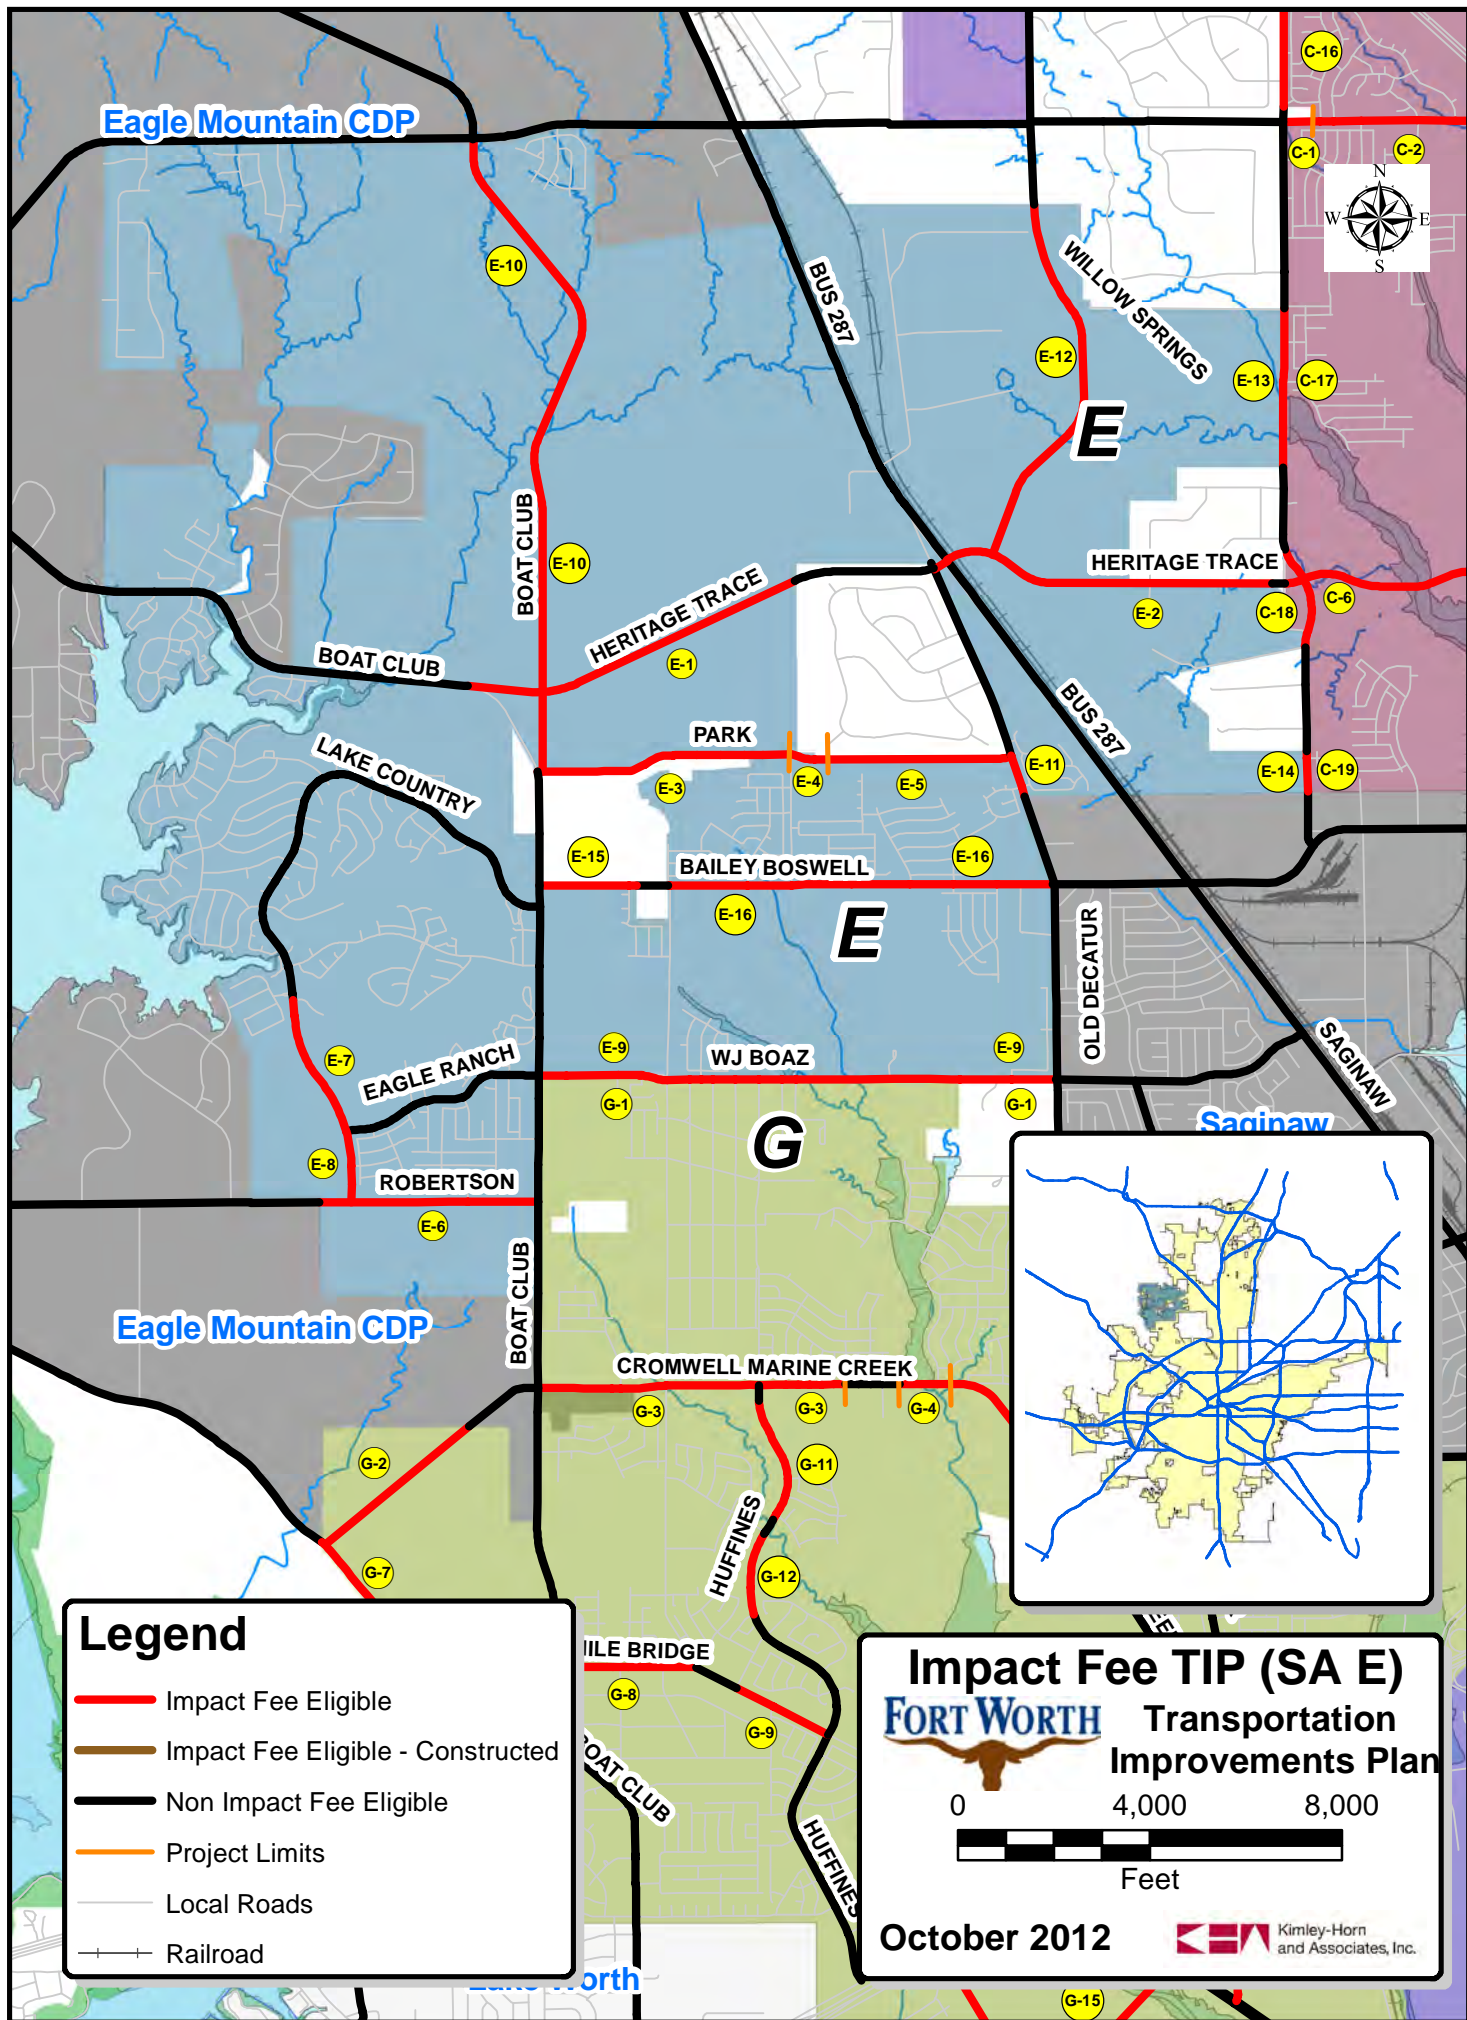 C-16
Eagle Mountain CDP
C-1
C-2
N
W
E
S
E-10
BUS 287
WILLOW SPRINGS
E-12
E-13
C-17
E
BOAT CLUB
E-10
HERITAGE TRACE
HERITAGE TRACE
E-2
C-18
C-6
BOAT CLUB
E-1
BUS 287
PARK
LAKE COUNTRY
E-3
E-4
E-5
E-11
E-14
C-19
E-15
BAILEY BOSWELL
E-16
E-16
E
OLD DECATUR
E-7
EAGLE RANCH
E-9
WJ BOAZ
E-9
SAGINAW
G-1
G-1
Saginaw
G
E-8
ROBERTSON
E-6
BOAT CLUB
Eagle Mountain CDP
CROMWELL MARINE CREEK
G-3
G-3
G-4
G-2
G-11
HUFFINES
G-7
G-12
ILE BRIDGE
G-8
G-9
BOAT CLUB
HUFFINES
Legend
Impact Fee Eligible
Impact Fee Eligible - Constructed
Non Impact Fee Eligible
Project Limits
Local Roads
Railroad
Impact Fee TIP (SA E)
FORT WORTH
Transportation
Improvements Plan
0 4,000 8,000
Feet
October 2012
Kimley-Horn
and Associates, Inc.
Lake Worth
G-15